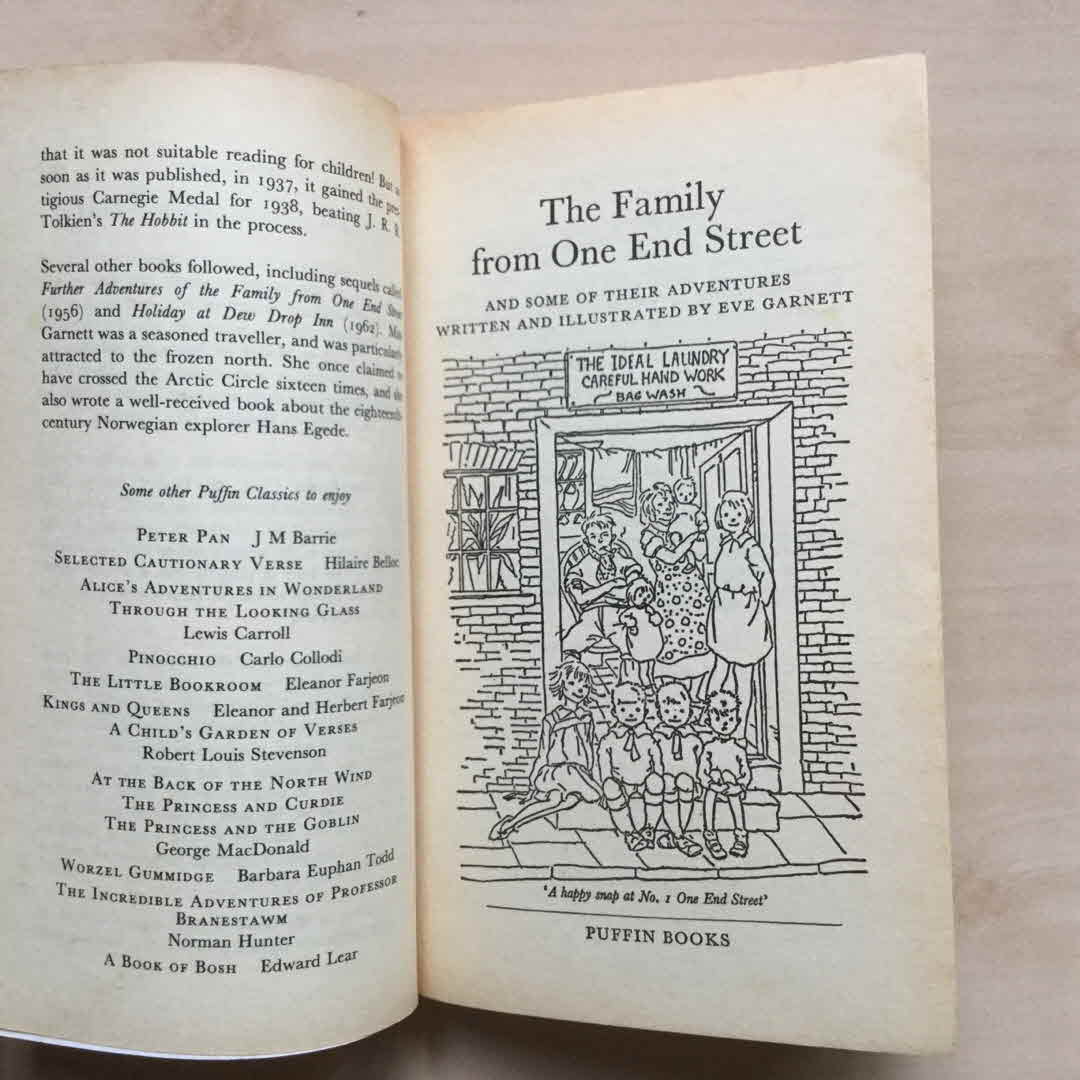 that it was not suitable reading for children! But
soon as it was published, in 1937, it gained the pres-
tigious Carnegie Medal for 1938, beating J. R. R.
Tolkien's The Hobbit in the process.
Several other books followed, including sequels called
Further Adventures of the Family from One End Street
(1956) and Holiday at Dew Drop Inn (1962). Miss
Garnett was a seasoned traveller, and was particularly
attracted to the frozen north. She once claimed to
have crossed the Arctic Circle sixteen times, and she
also wrote a well-received book about the eighteenth-
century Norwegian explorer Hans Egede.
Some other Puffin Classics to enjoy
PETER PAN J M Barrie
SELECTED CAUTIONARY VERSE Hilaire Belloc
ALICE'S ADVENTURES IN WONDERLAND
THROUGH THE LOOKING GLASS
Lewis Carroll
PINOCCHIO Carlo Collodi
THE LITTLE BOOKROOM Eleanor Farjeon
KINGS AND QUEENS Eleanor and Herbert Farjeon
A CHILD'S GARDEN OF VERSES
Robert Louis Stevenson
AT THE BACK OF THE NORTH WIND
THE PRINCESS AND CURDIE
THE PRINCESS AND THE GOBLIN
George MacDonald
WORZEL GUMMIDGE Barbara Euphan Todd
THE INCREDIBLE ADVENTURES OF PROFESSOR
BRANESTAWM
Norman Hunter
A BOOK OF BOSH Edward Lear
The Family
from One End Street
AND SOME OF THEIR ADVENTURES
WRITTEN AND ILLUSTRATED BY EVE GARNETT
THE IDEAL LAUNDRY
CAREFUL HAND WORK
BAG WASH
'A happy snap at No. 1 One End Street'
PUFFIN BOOKS